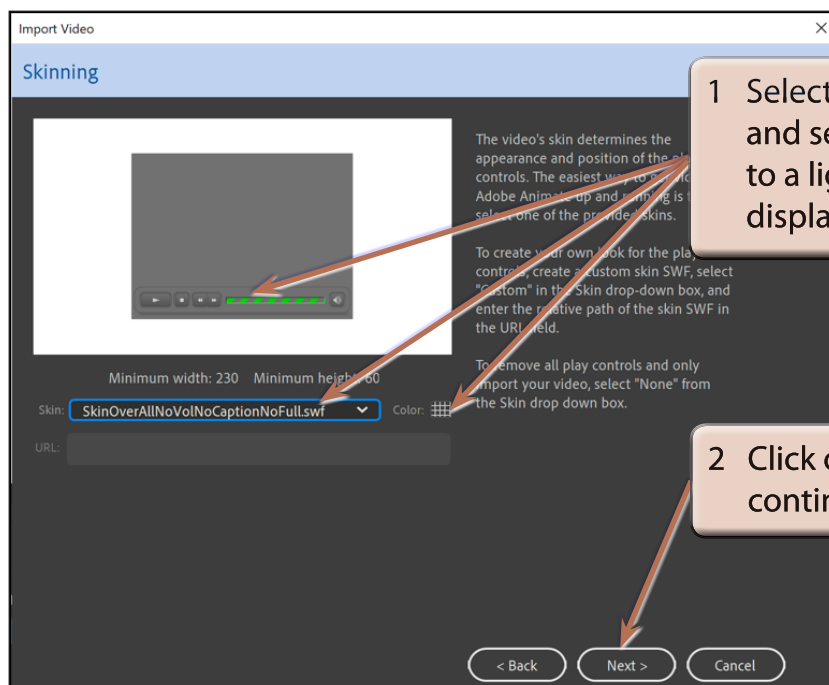 Import Video
Skinning
The video's skin determines the
appearance and position of the
controls. The easiest way to
Adobe Animate up and running is
select one of the provided skins.
To create your own look for the play
controls, create a custom skin SWF, select
"Custom" in the Skin drop-down box, and
enter the relative path of the skin SWF in
the URL field.
To remove all play controls and only
import your video, select "None" from
the Skin drop down box.
Minimum width: 230 Minimum height: 60
Skin: SkinOverAllNoVolNoCaptionNoFull.swf Color:
URL:
1 Select
and
to a
2 Click
< Back Next > Cancel